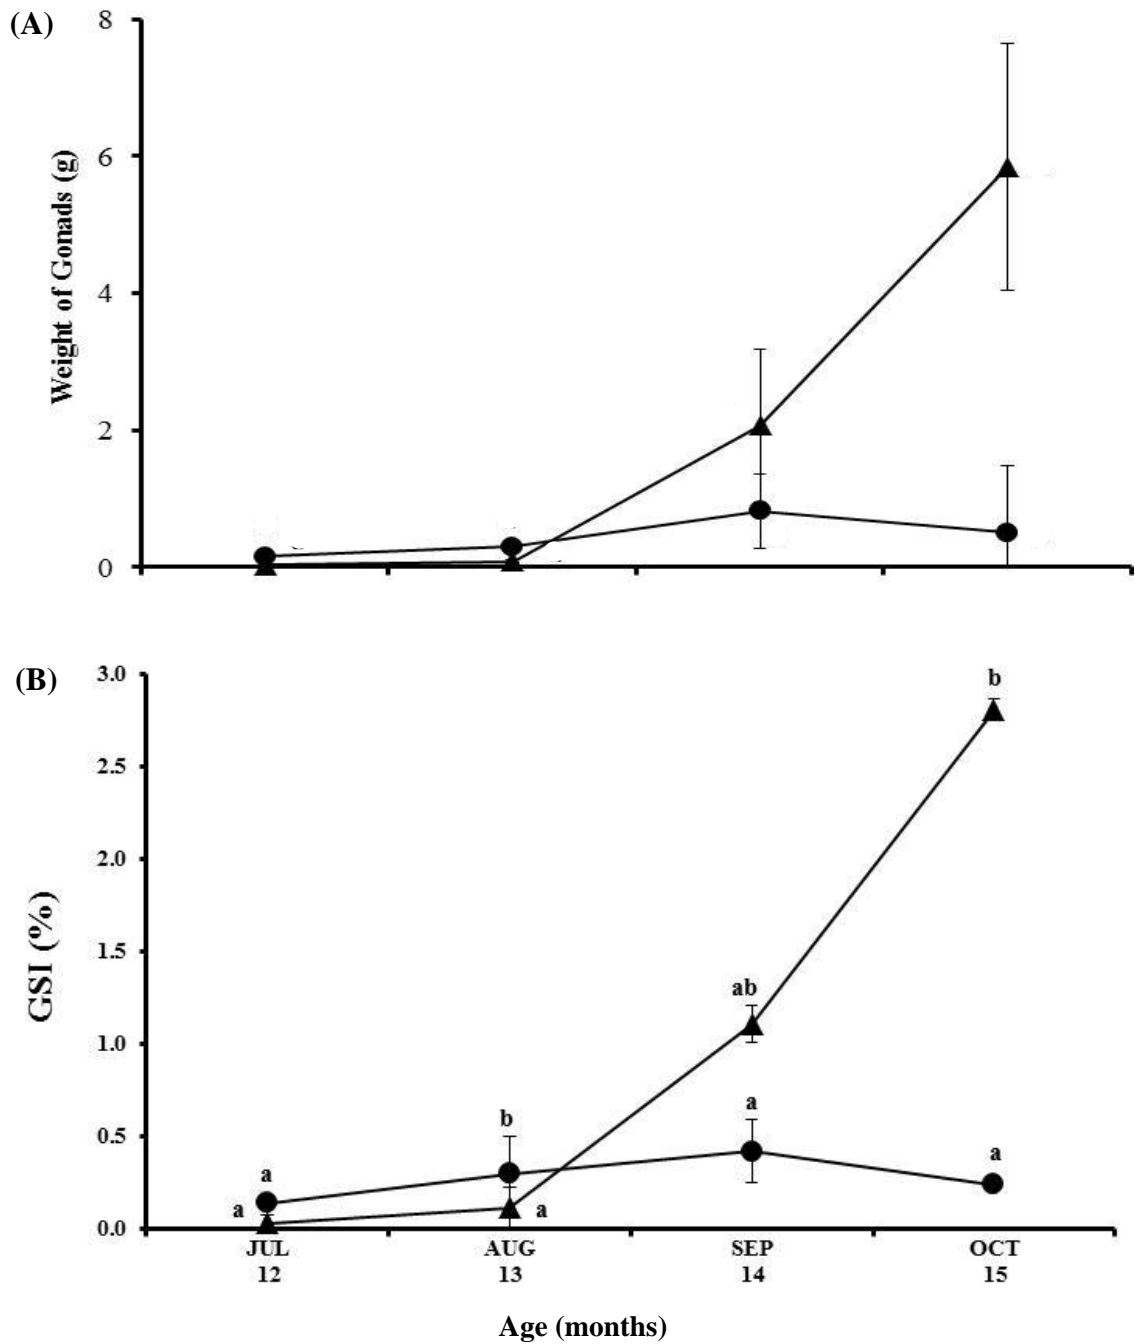 (A)
8
6
4
2
0
Weight of Gonads (g)
(B)
3.0
2.5
2.0
1.5
1.0
0.5
0.0
GSI (%)
b
ab
a
b
a
a
a
a
JUL AUG SEP OCT
12 13 14 15
Age (months)